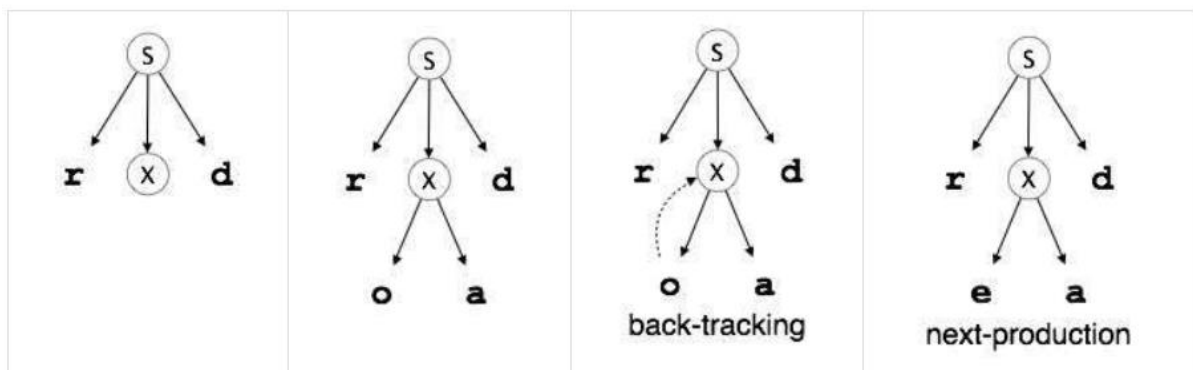 S
r X d
S
r X d
o a
S
r X d
o a
back-tracking
S
r X d
e a
next-production